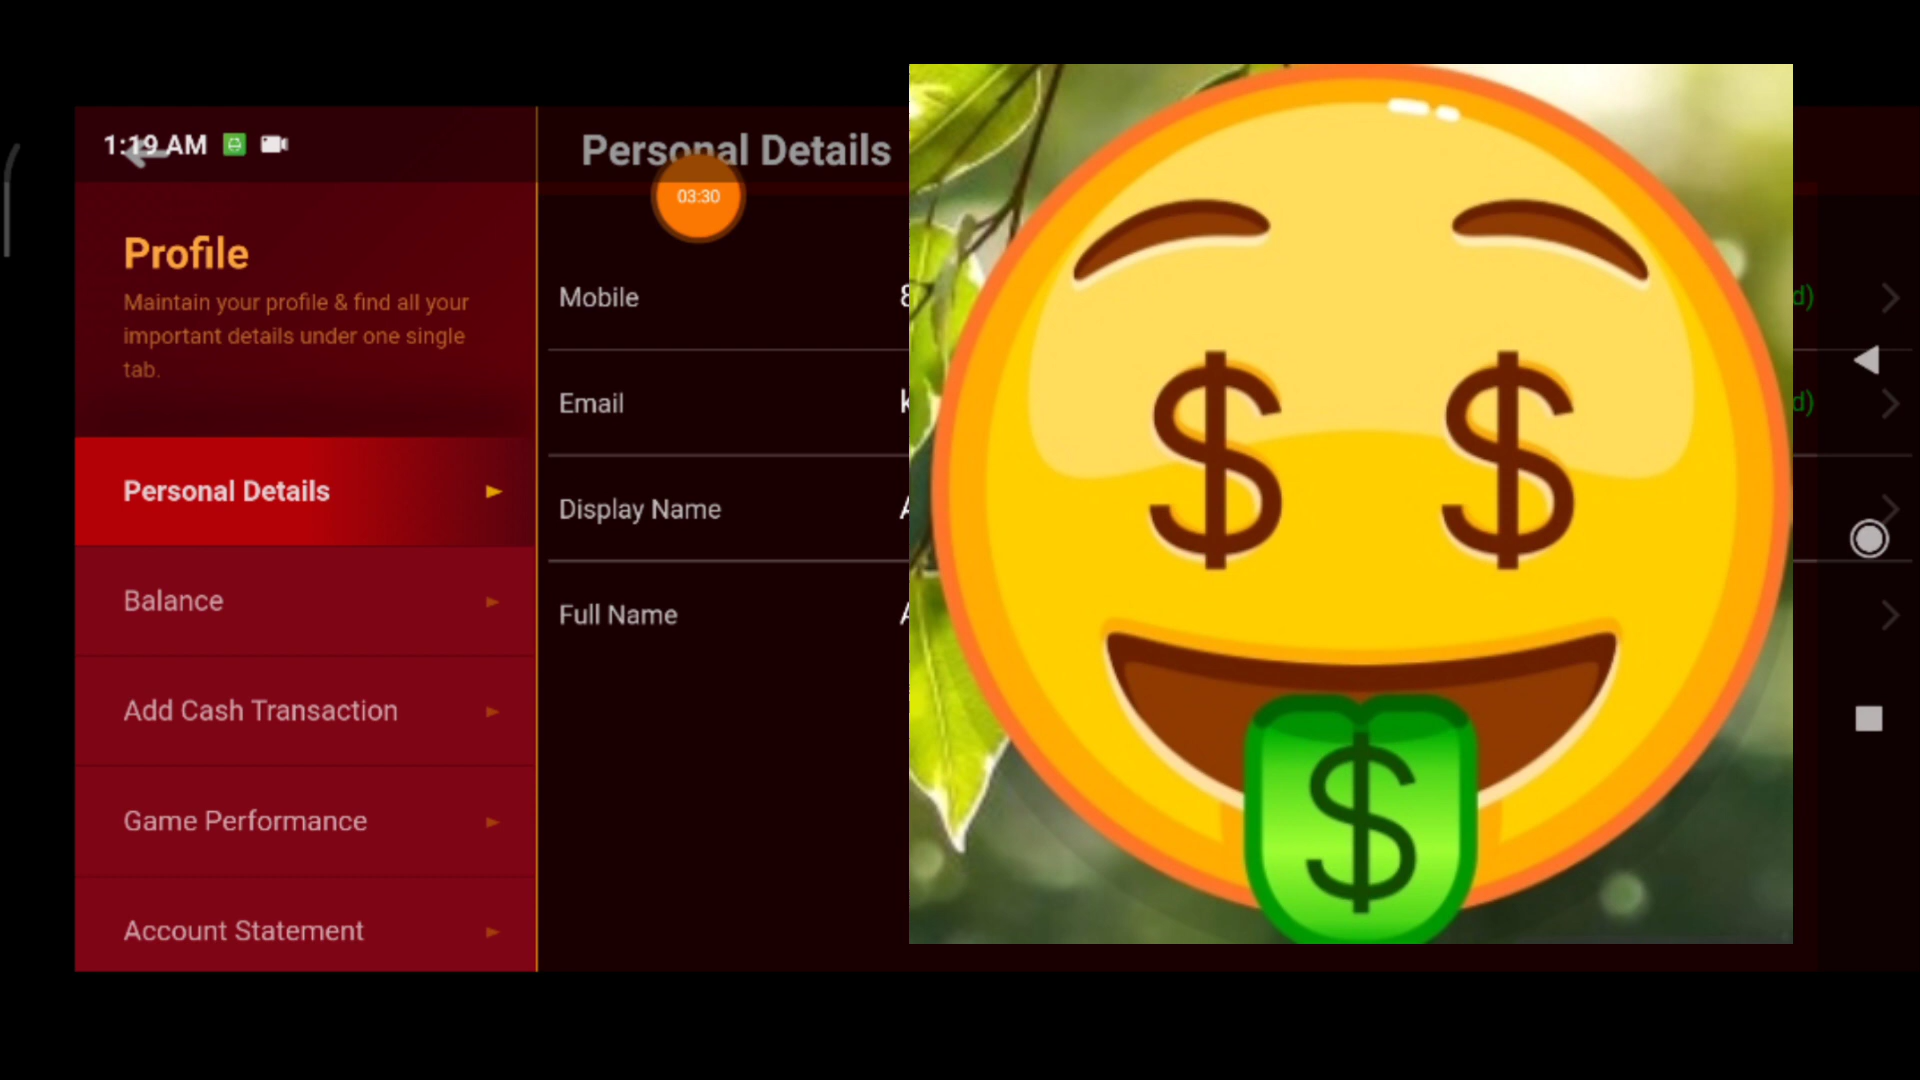 1:19 AM
Personal Details
03:30
Profile
Maintain your profile & find all your
important details under one single
tab.
Personal Details
Balance
Add Cash Transaction
Game Performance
Account Statement
Mobile
d)
Email
d)
Display Name
Full Name
$ $
$